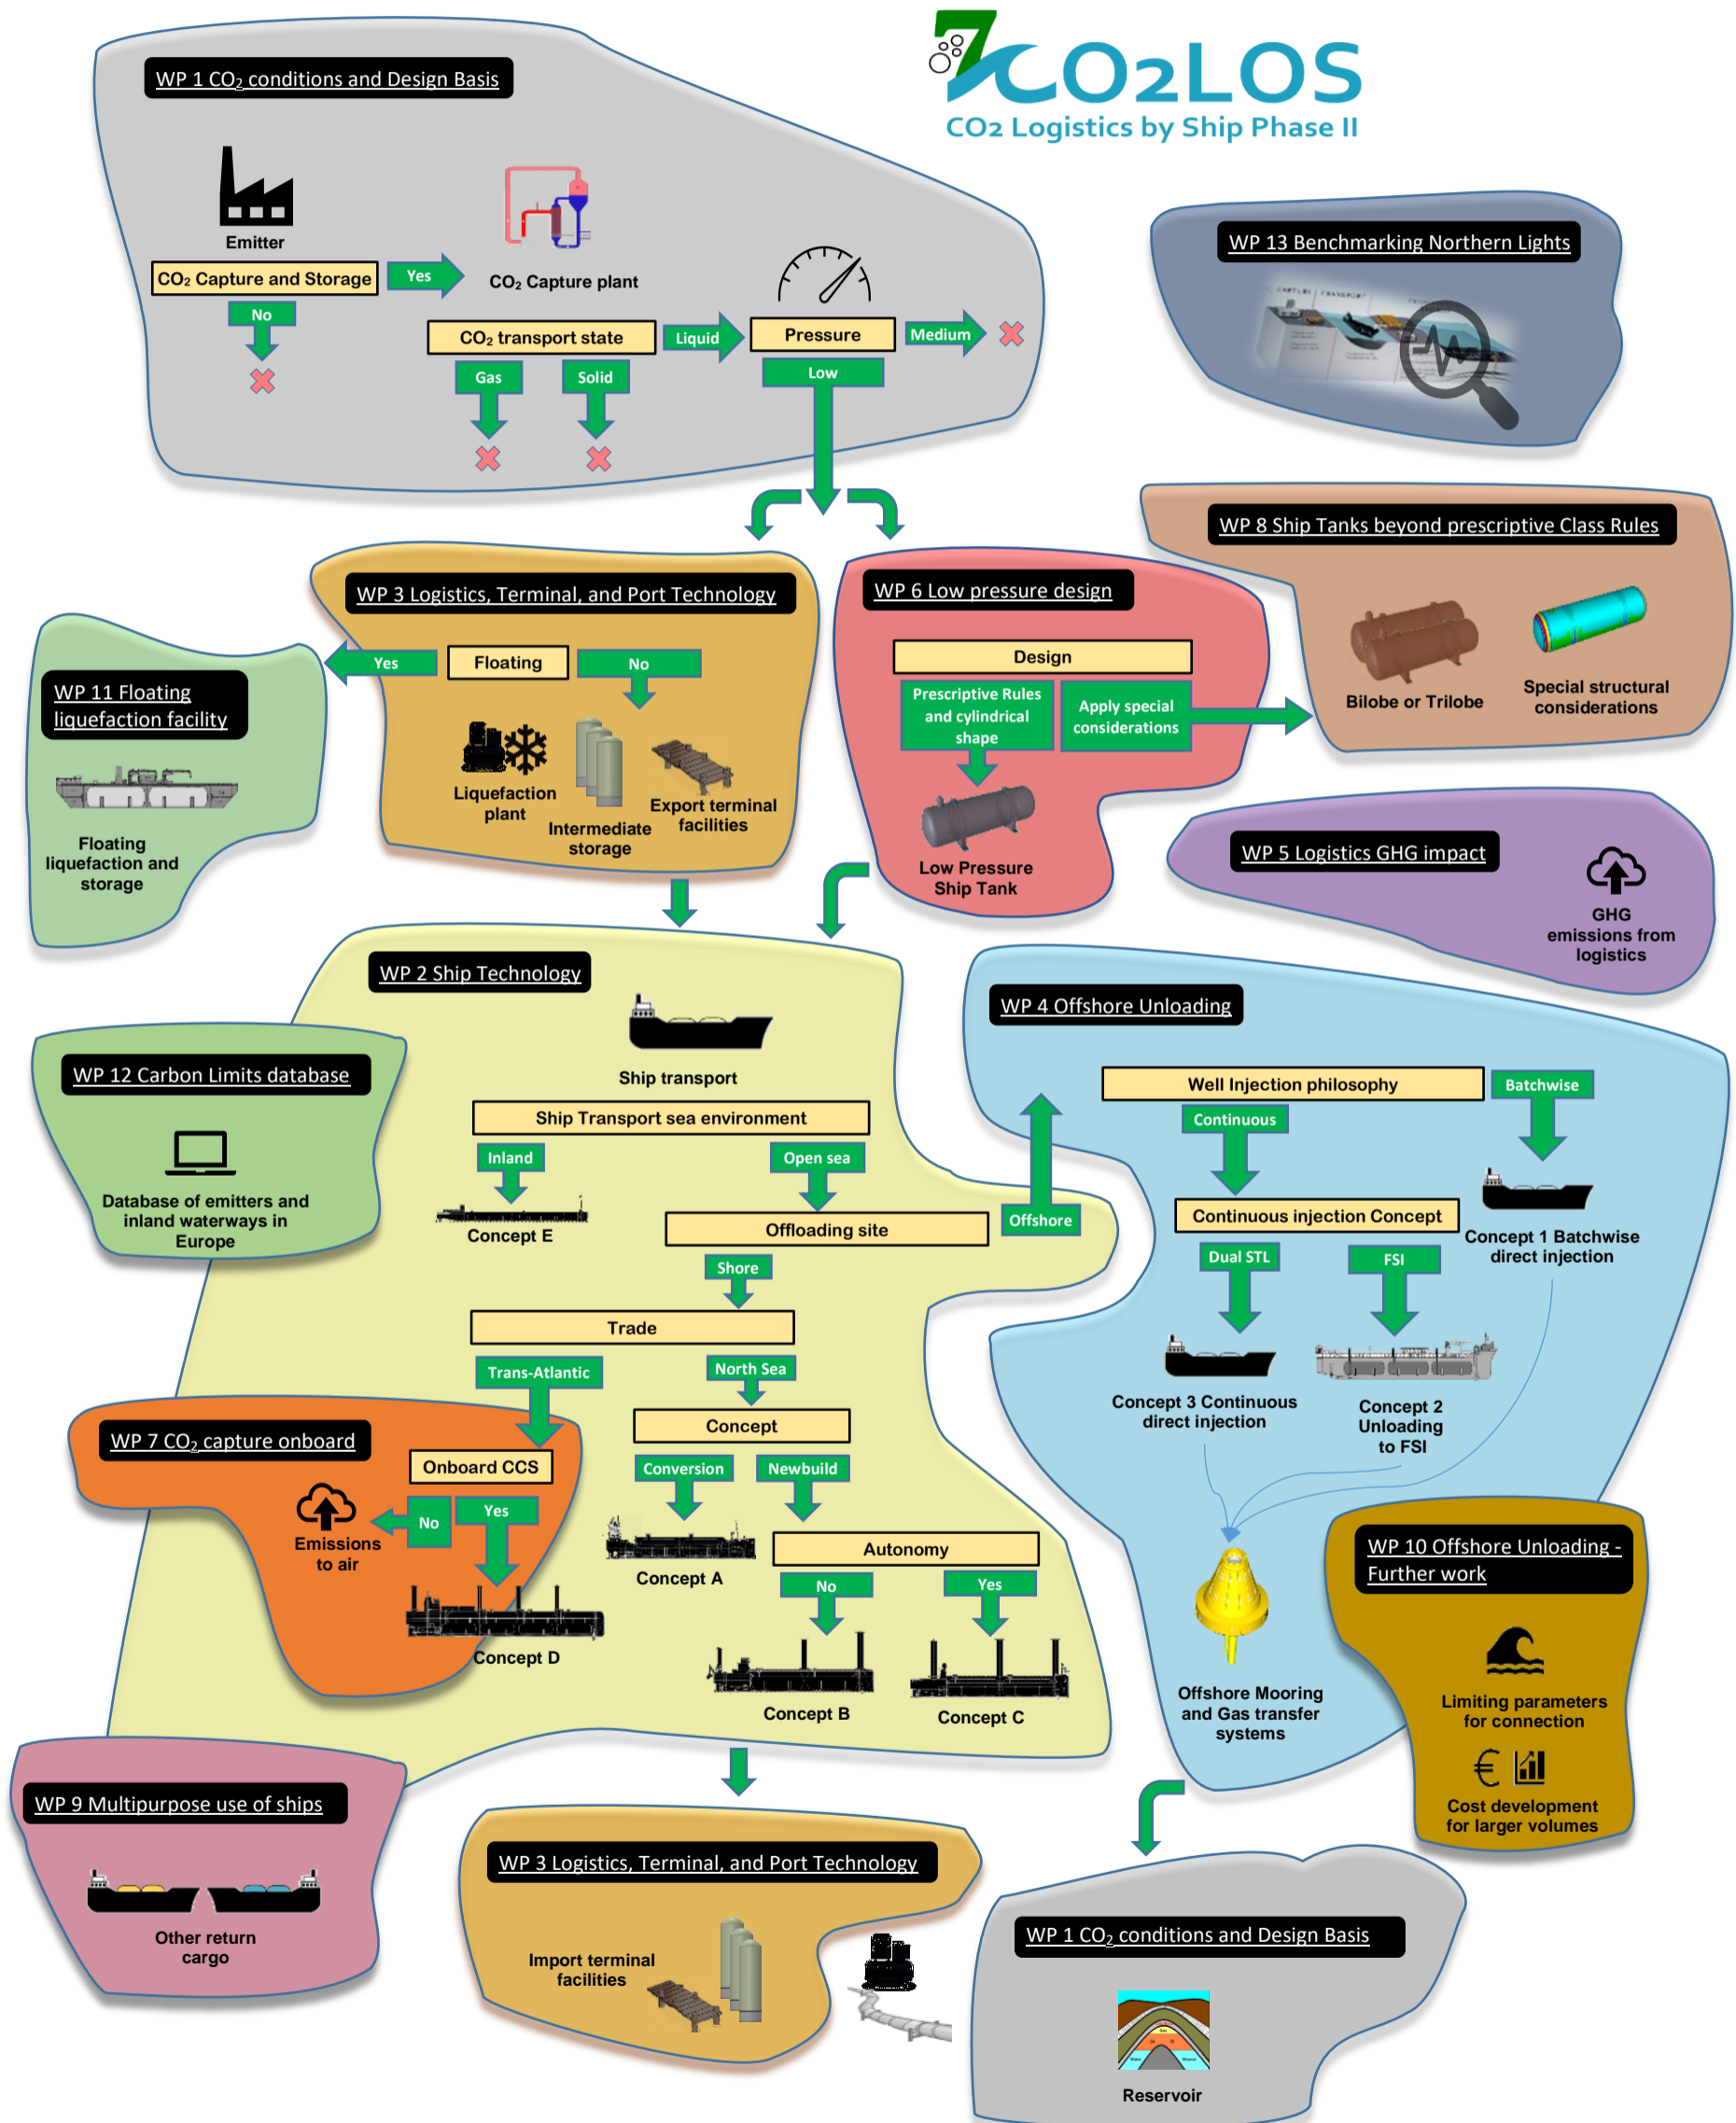 CO2LOS
CO2 Logistics by Ship Phase II
WP 1 CO₂ conditions and Design Basis
Emitter
CO₂ Capture and Storage
Yes
CO₂ Capture plant
No
CO₂ transport state
Liquid
Pressure
Medium
Gas
Solid
Low
WP 13 Benchmarking Northern Lights
CAPTURE
TRANSPORT
WP 8 Ship Tanks beyond prescriptive Class Rules
Bilobe or Trilobe
Special structural
considerations
WP 3 Logistics, Terminal, and Port Technology
Yes
Floating
No
Liquefaction
plant
Intermediate
storage
Export terminal
facilities
WP 6 Low pressure design
Design
Prescriptive Rules
and cylindrical
shape
Apply special
considerations
Low Pressure
Ship Tank
WP 11 Floating
liquefaction facility
Floating
liquefaction and
storage
WP 5 Logistics GHG impact
GHG
emissions from
logistics
WP 2 Ship Technology
Ship transport
Ship Transport sea environment
Inland
Open sea
Concept E
Offloading site
Offshore
Shore
Trade
Trans-Atlantic
North Sea
Concept
Conversion
Newbuild
Concept A
Autonomy
No
Yes
Concept B
Concept C
WP 12 Carbon Limits database
Database of emitters and
inland waterways in
Europe
WP 7 CO₂ capture onboard
Onboard CCS
No
Yes
Emissions
to air
Concept D
WP 4 Offshore Unloading
Well Injection philosophy
Batchwise
Continuous
Continuous injection Concept
Concept 1 Batchwise
direct injection
Dual STL
FSI
Concept 3 Continuous
direct injection
Concept 2
Unloading
to FSI
Offshore Mooring
and Gas transfer
systems
WP 10 Offshore Unloading -
Further work
Limiting parameters
for connection
€
Cost development
for larger volumes
WP 9 Multipurpose use of ships
Other return
cargo
WP 3 Logistics, Terminal, and Port Technology
Import terminal
facilities
WP 1 CO₂ conditions and Design Basis
Reservoir